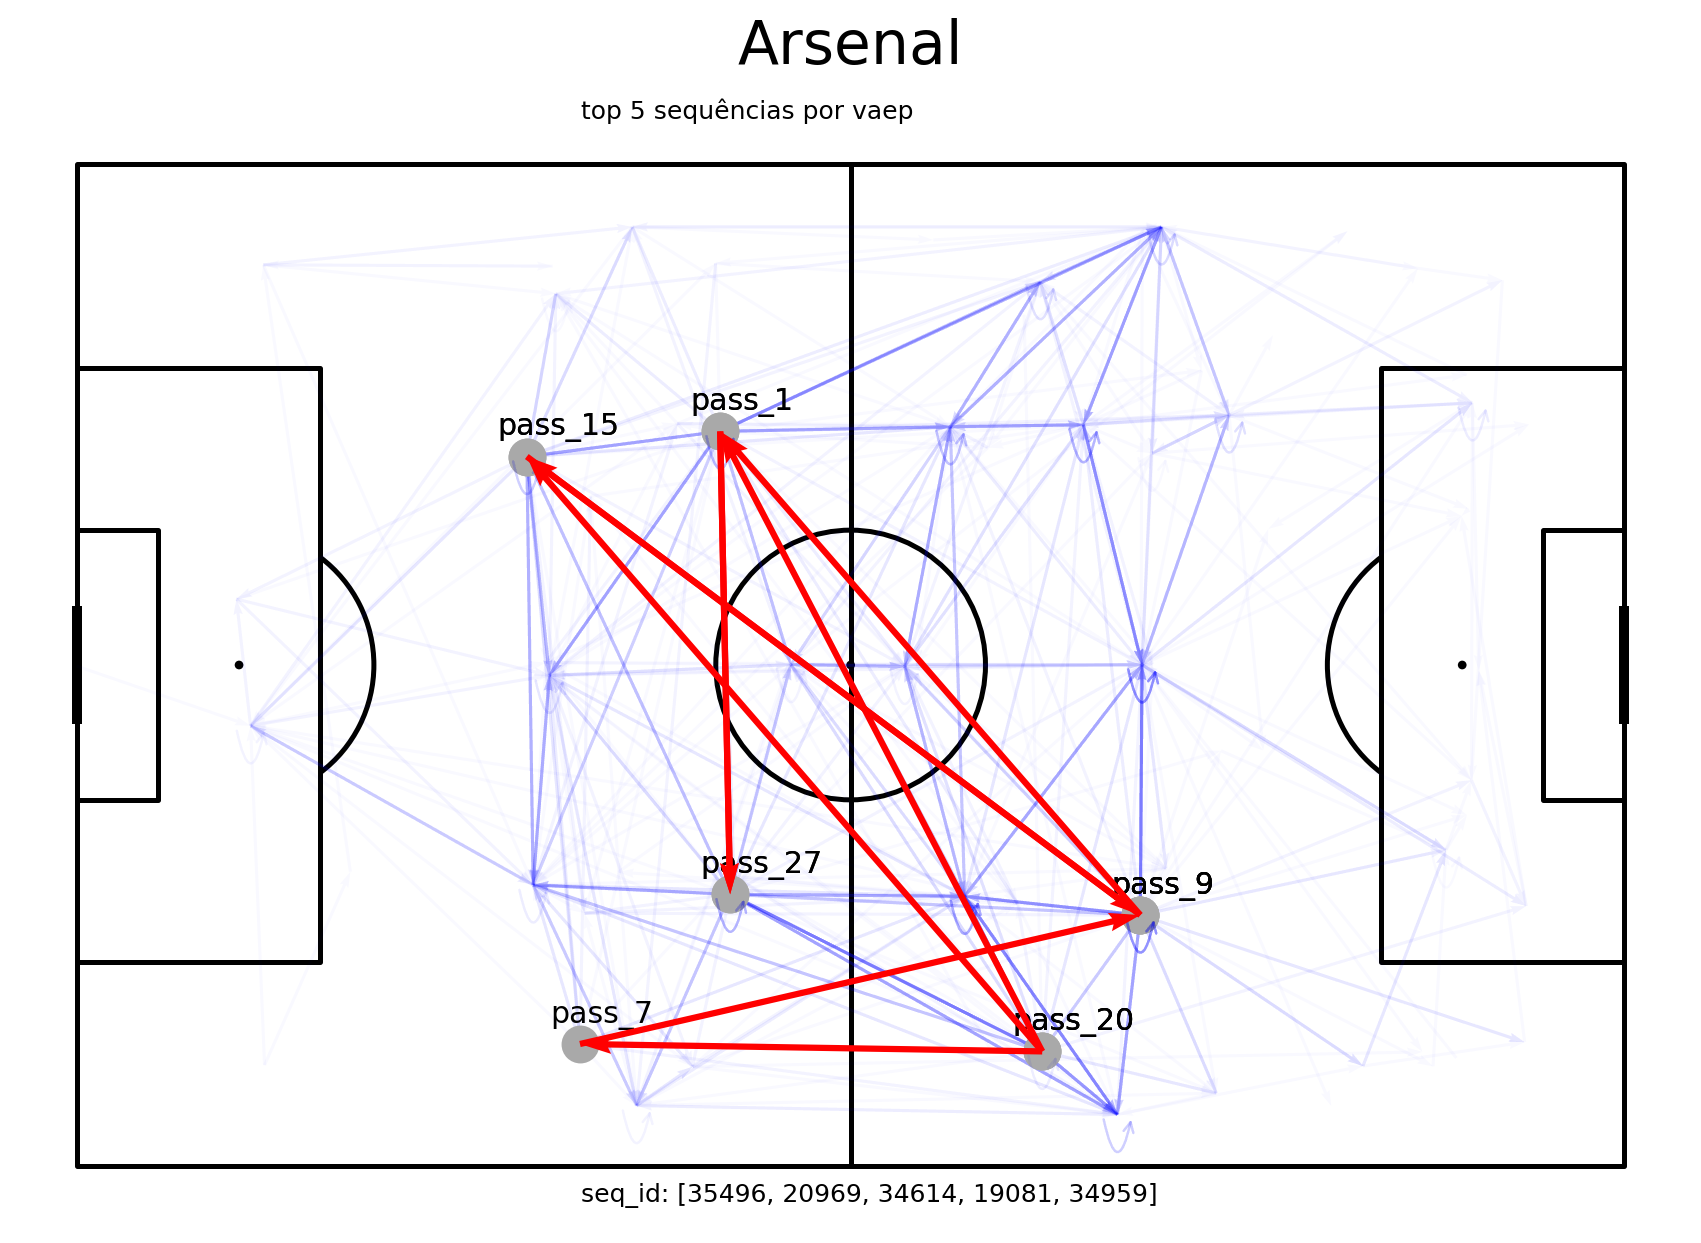 Arsenal
top 5 sequências por vaep
pass_1
pass_15
pass_27
pass_9
pass_7
pass_20
seq_id: [35496, 20969, 34614, 19081, 34959]